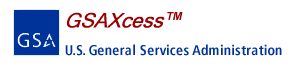 GSAXcess™
GSA
U.S. General Services Administration